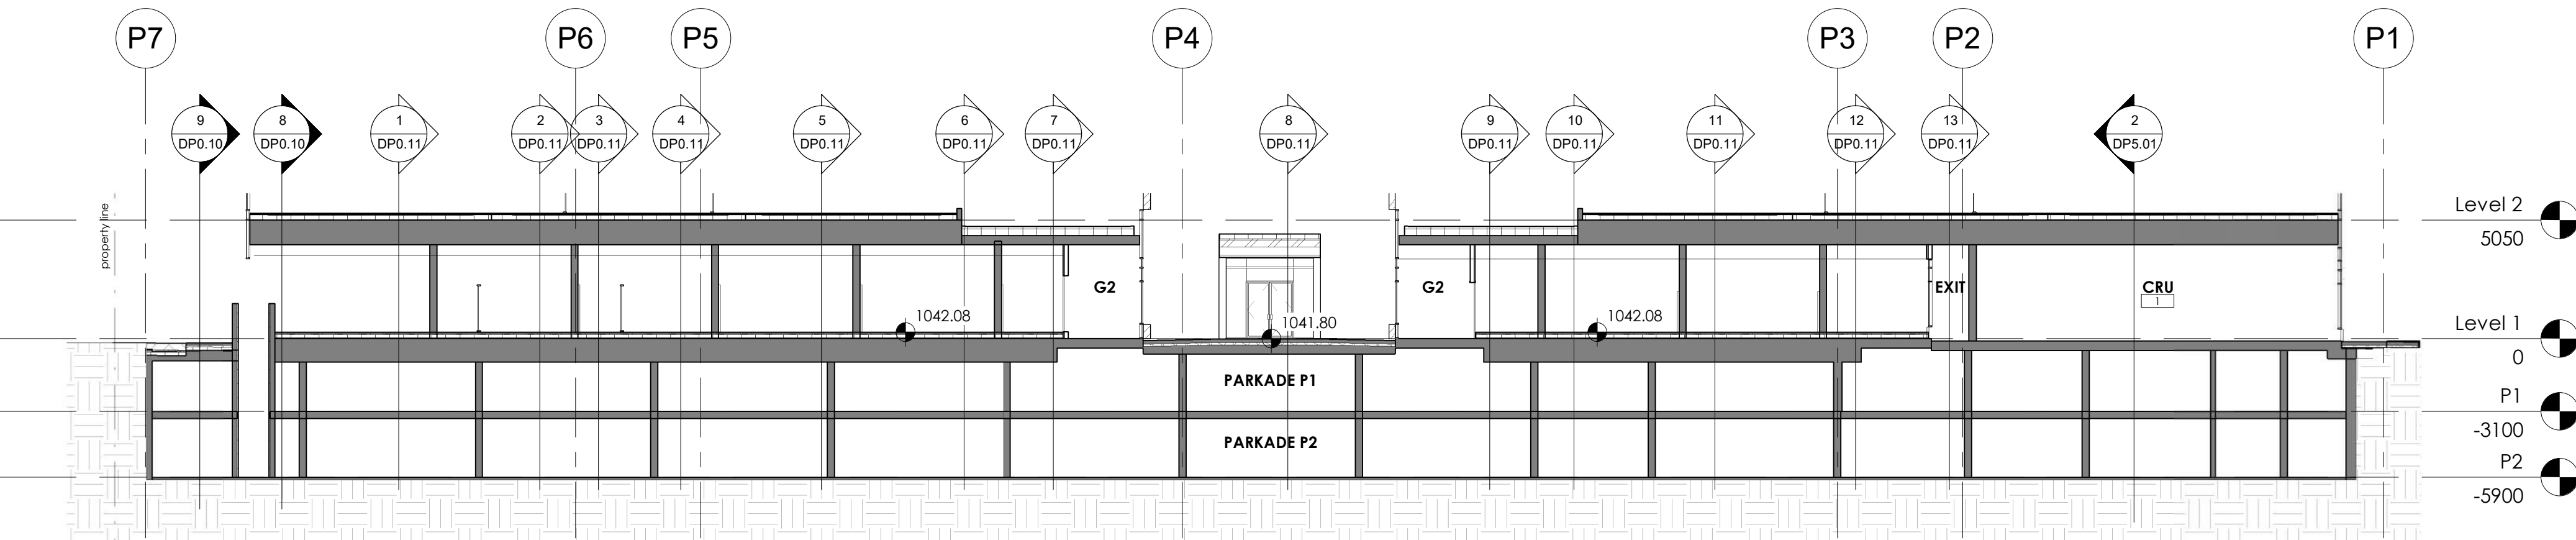 P7
P6
P5
P4
P3
P2
P1
9
DP0.10
8
DP0.10
1
DP0.11
2
DP0.11
3
DP0.11
4
DP0.11
5
DP0.11
6
DP0.11
7
DP0.11
8
DP0.11
9
DP0.11
10
DP0.11
11
DP0.11
12
DP0.11
13
DP0.11
2
DP5.01
property line
Level 2
5050
G2
G2
EXIT
CRU
1
1042.08
1041.80
1042.08
Level 1
0
PARKADE P1
P1
-3100
PARKADE P2
P2
-5900